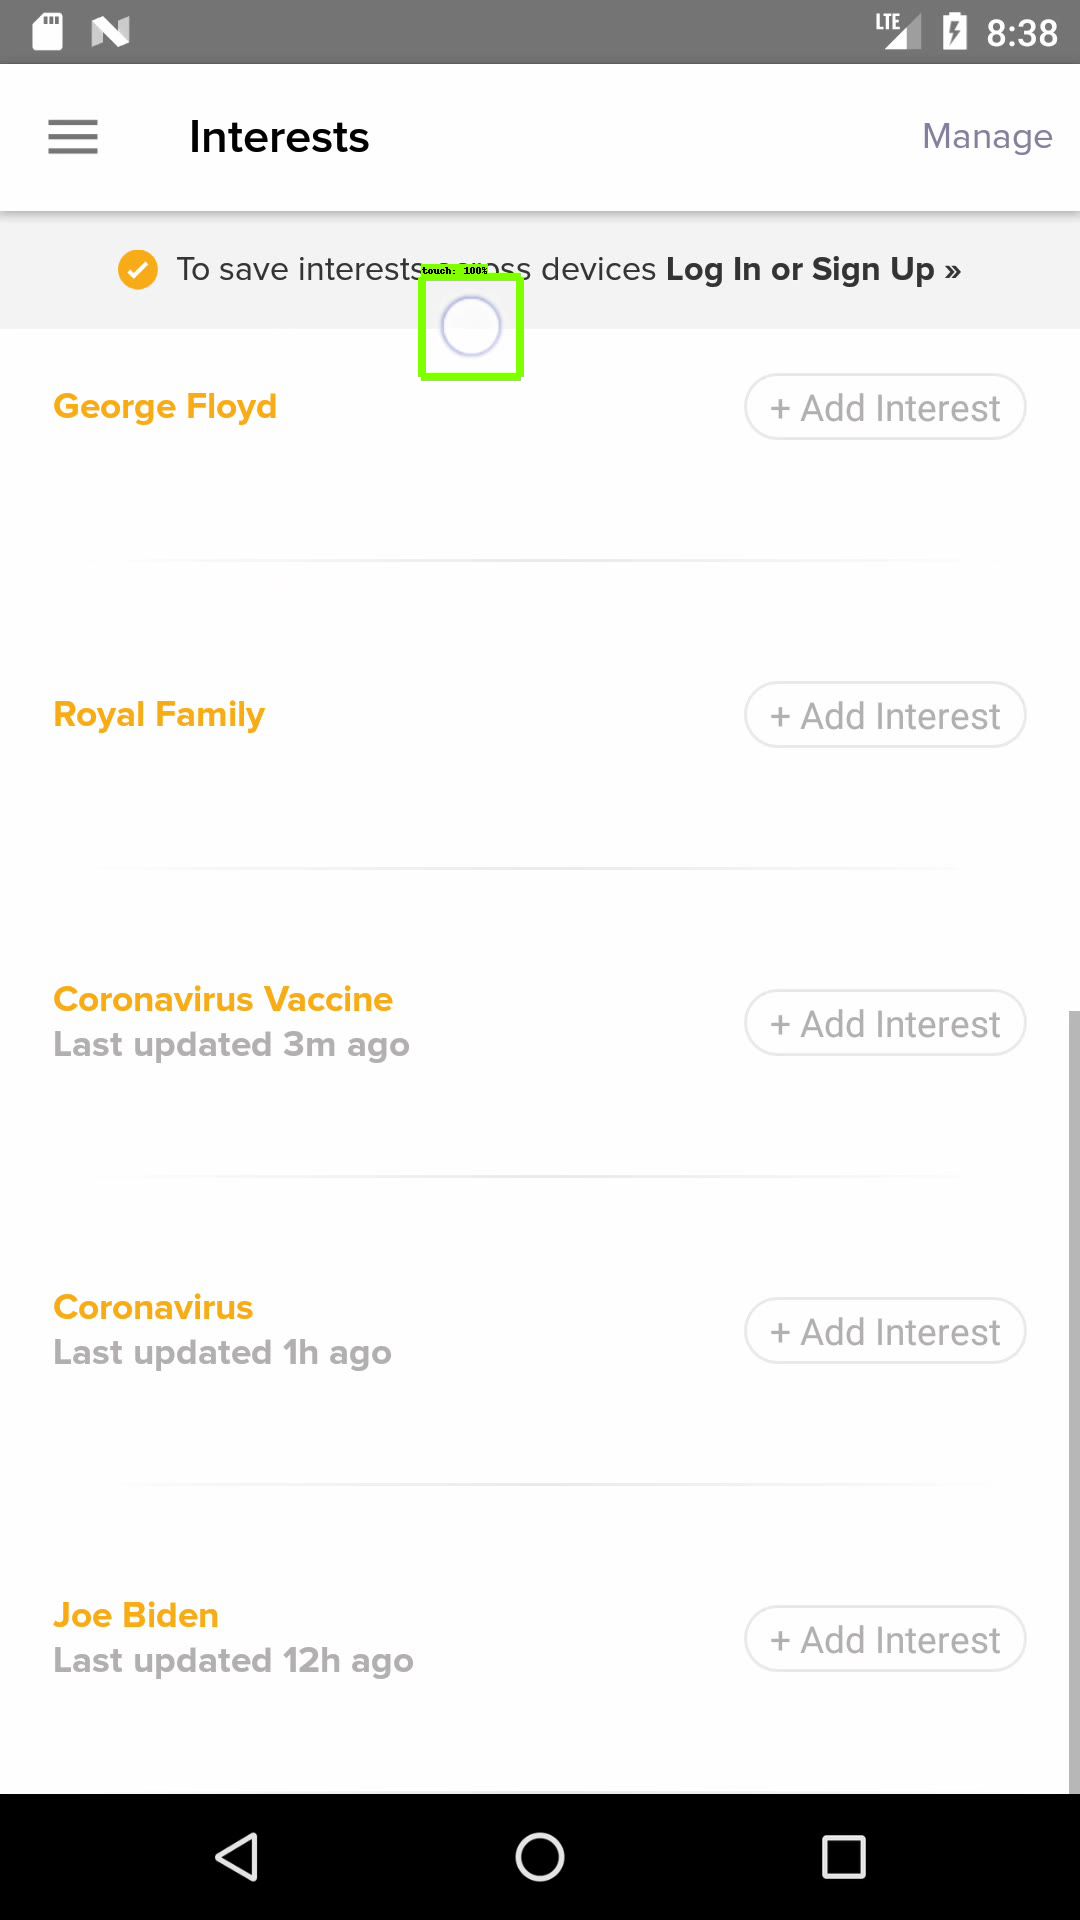 LTE 8:38
Interests
Manage
To save interests across devices Log In or Sign Up »
touch: 100%
George Floyd
+ Add Interest
Royal Family
+ Add Interest
Coronavirus Vaccine
Last updated 3m ago
+ Add Interest
Coronavirus
Last updated 1h ago
+ Add Interest
Joe Biden
Last updated 12h ago
+ Add Interest